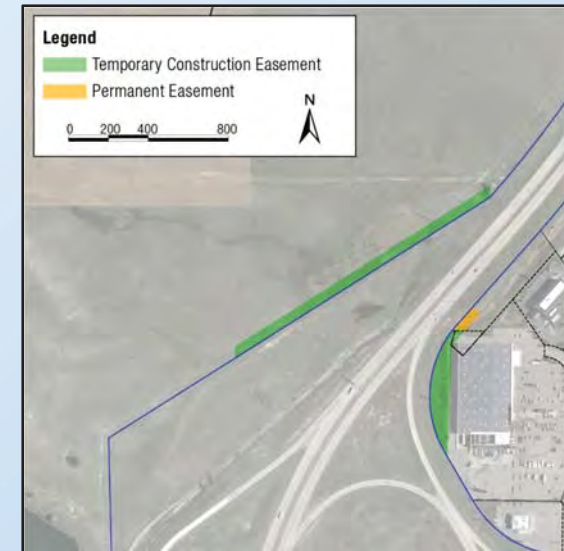 Legend
Temporary Construction Easement
Permanent Easement
N
0 200 400 800